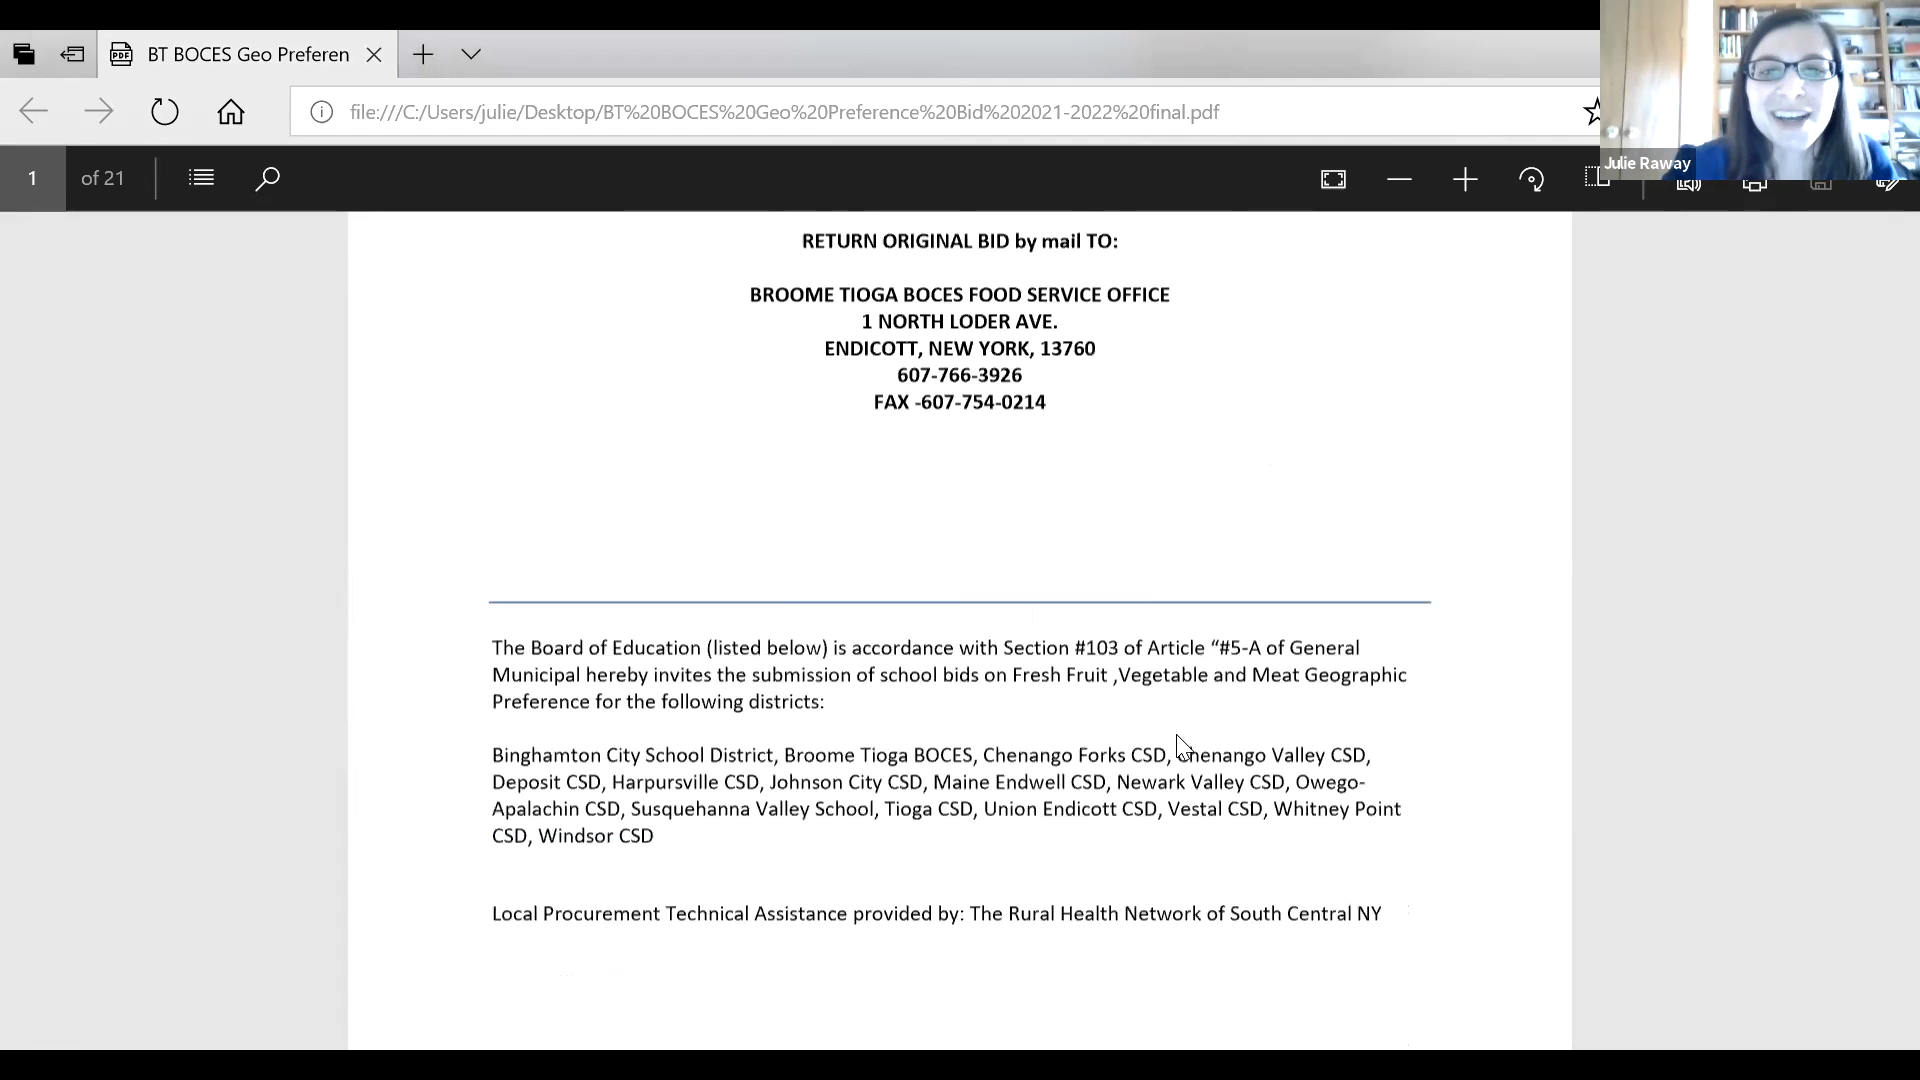 BT BOCES Geo Preferen
file:///C:/Users/julie/Desktop/BT%20BOCES%20Geo%20Preference%20Bid%202021-2022%20final.pdf
Julie Raway
1 of 21
RETURN ORIGINAL BID by mail TO:
BROOME TIOGA BOCES FOOD SERVICE OFFICE
1 NORTH LODER AVE.
ENDICOTT, NEW YORK, 13760
607-766-3926
FAX -607-754-0214
The Board of Education (listed below) is accordance with Section #103 of Article “#5-A of General
Municipal hereby invites the submission of school bids on Fresh Fruit ,Vegetable and Meat Geographic
Preference for the following districts:
Binghamton City School District, Broome Tioga BOCES, Chenango Forks CSD, Chenango Valley CSD,
Deposit CSD, Harpursville CSD, Johnson City CSD, Maine Endwell CSD, Newark Valley CSD, Owego-
Apalachin CSD, Susquehanna Valley School, Tioga CSD, Union Endicott CSD, Vestal CSD, Whitney Point
CSD, Windsor CSD
Local Procurement Technical Assistance provided by: The Rural Health Network of South Central NY